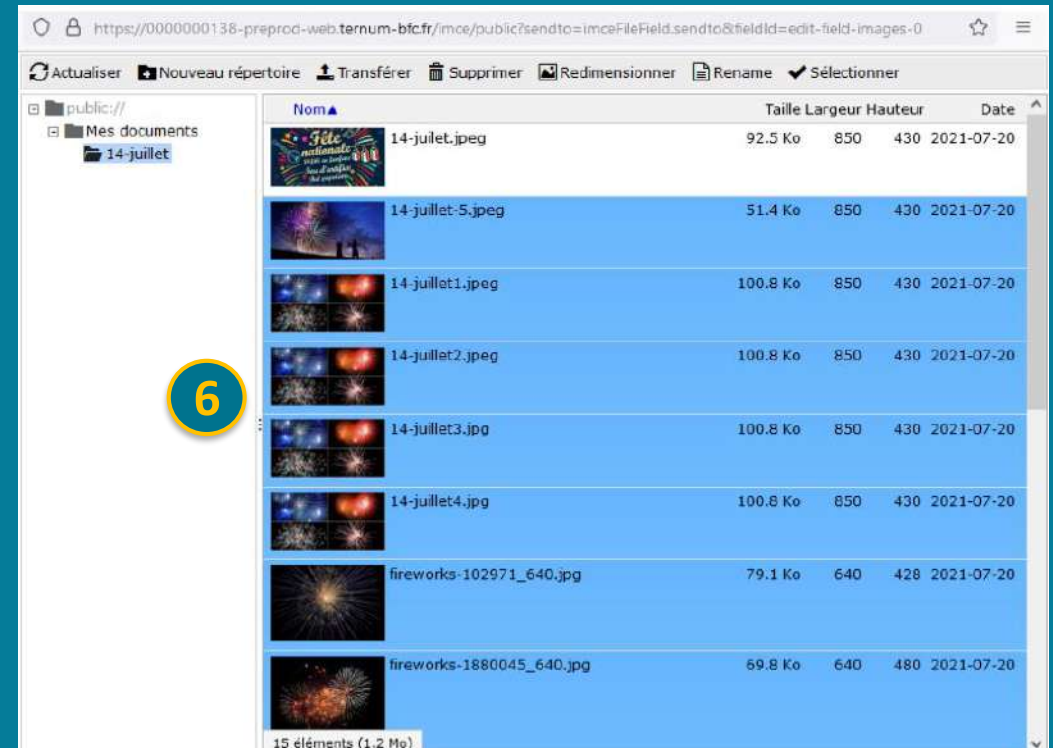 https://0000000138-preprod-web.ternum-bfc.fr/imce/public?sendto=imceFileField.sendto&fieldId=edit-field-images-0
Actualiser Nouveau répertoire Transférer Supprimer Redimensionner Rename Sélectionner
public://
Mes documents
14-juillet
Nom Taille Largeur Hauteur Date
Fête
nationale
14-juilet.jpeg 92.5 Ko 850 430 2021-07-20
14-juillet-5.jpeg 51.4 Ko 850 430 2021-07-20
14-juillet1.jpeg 100.8 Ko 850 430 2021-07-20
14-juillet2.jpeg 100.8 Ko 850 430 2021-07-20
6
14-juillet3.jpg 100.8 Ko 850 430 2021-07-20
14-juillet4.jpg 100.8 Ko 850 430 2021-07-20
fireworks-102971_640.jpg 79.1 Ko 640 428 2021-07-20
fireworks-1880045_640.jpg 69.8 Ko 640 480 2021-07-20
15 éléments (1.2 Mo)